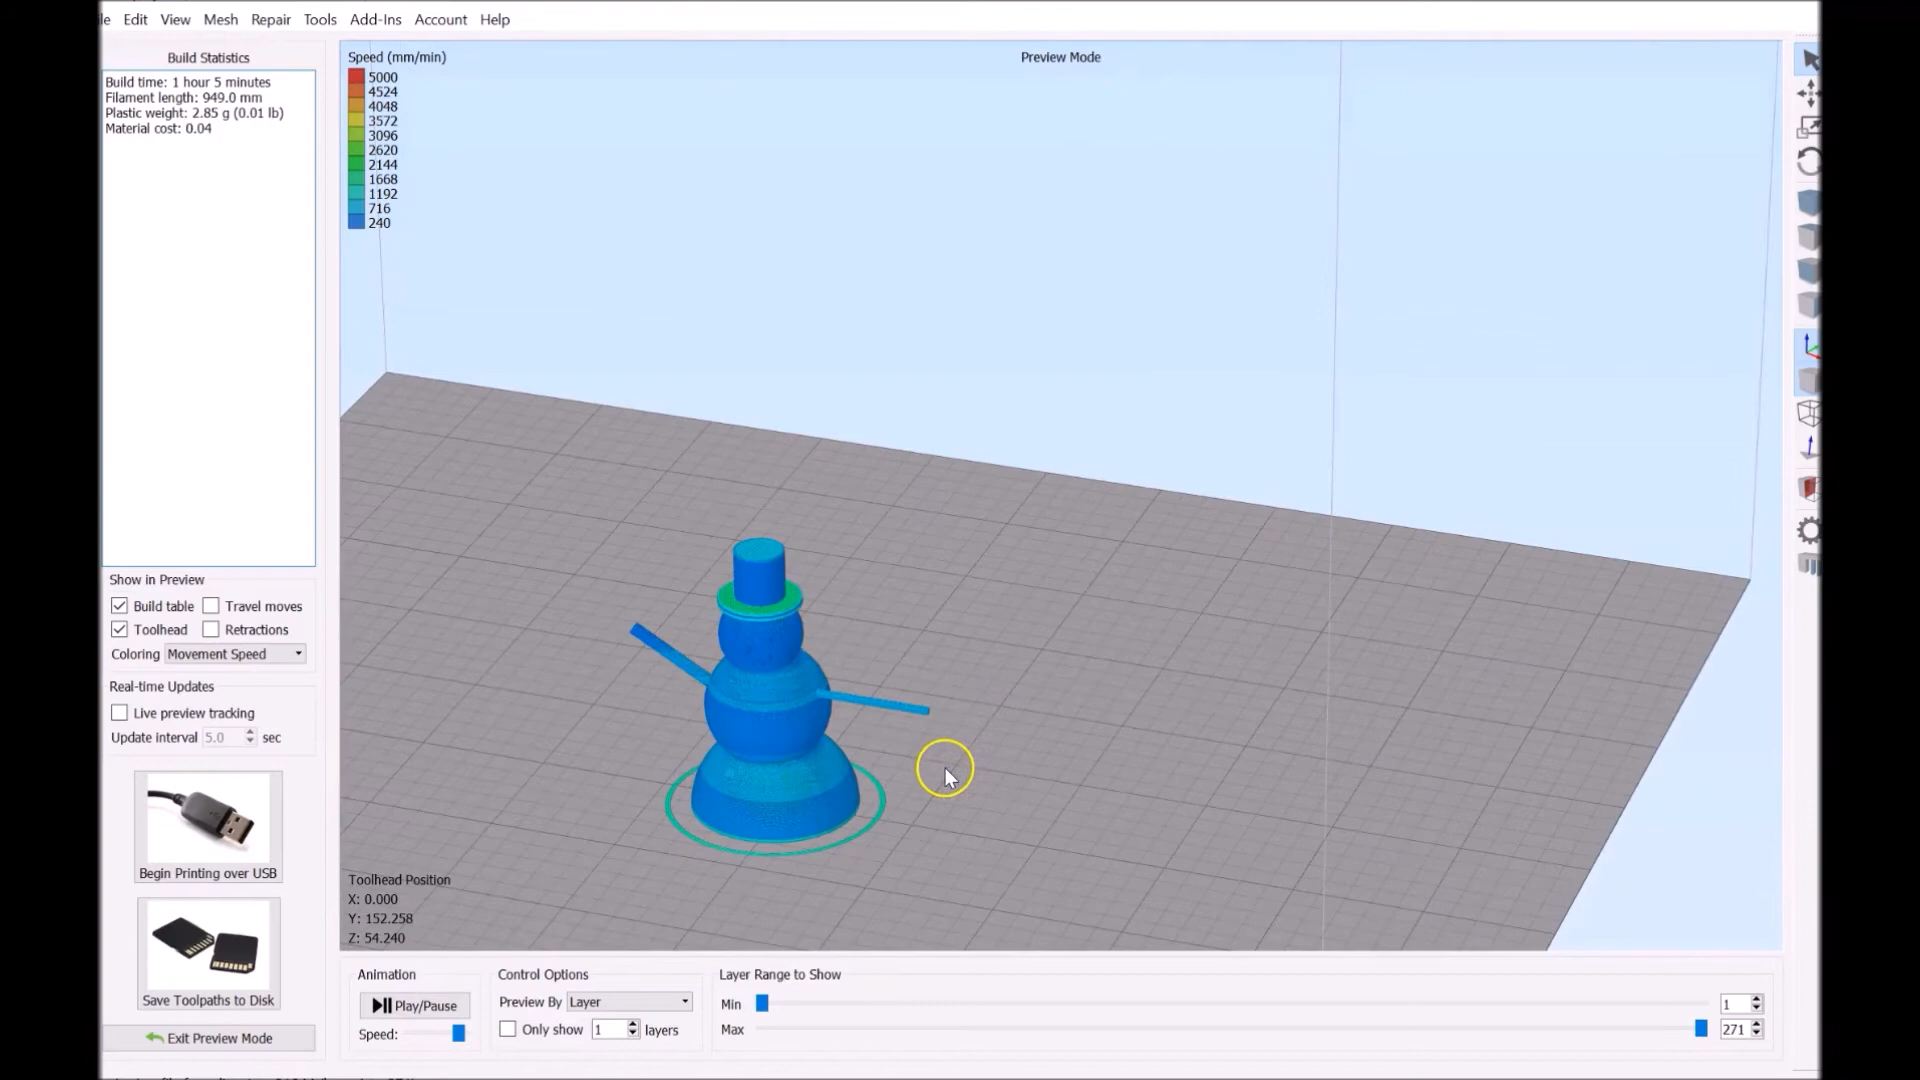 Edit View Mesh Repair Tools Add-Ins Account Help
Build Statistics
Build time: 1 hour 5 minutes
Filament length: 949.0 mm
Plastic weight: 2.85 g (0.01 lb)
Material cost: 0.04
Speed (mm/min)
5000
4524
4048
3572
3096
2620
2144
1668
1192
716
240
Preview Mode
Show in Preview
Build table Travel moves
Toolhead Retractions
Coloring Movement Speed
Real-time Updates
Live preview tracking
Update interval 5.0 sec
Begin Printing over USB
Save Toolpaths to Disk
Exit Preview Mode
Toolhead Position
X: 0.000
Y: 152.258
Z: 54.240
Animation
Play/Pause
Speed:
Control Options
Preview By Layer
Only show 1 layers
Layer Range to Show
Min 1
Max 271